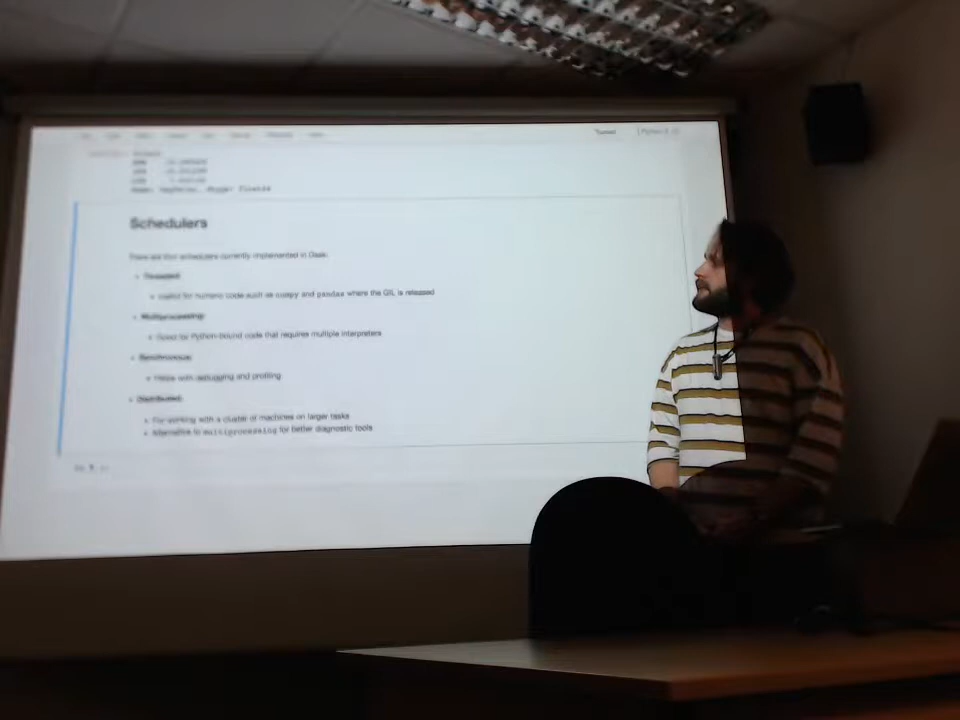 Trusted
Python 3
Schedulers
There are four schedulers currently implemented in Dask:
Threaded:
Useful for numeric code such as numpy and pandas where the GIL is released
Multiprocessing:
Good for Python-bound code that requires multiple interpreters
Synchronous:
Helps with debugging and profiling
Distributed:
For working with a cluster of machines on larger tasks
Alternative to multiprocessing for better diagnostic tools